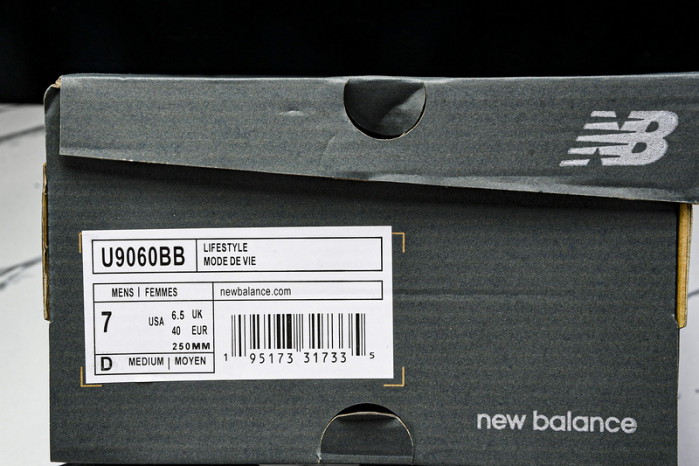 NB
U9060BB
LIFESTYLE
MODE DE VIE
MENS | FEMMES
newbalance.com
7 USA 6.5 UK
40 EUR
250MM
D MEDIUM | MOYEN
1 95173 31733 5
new balance